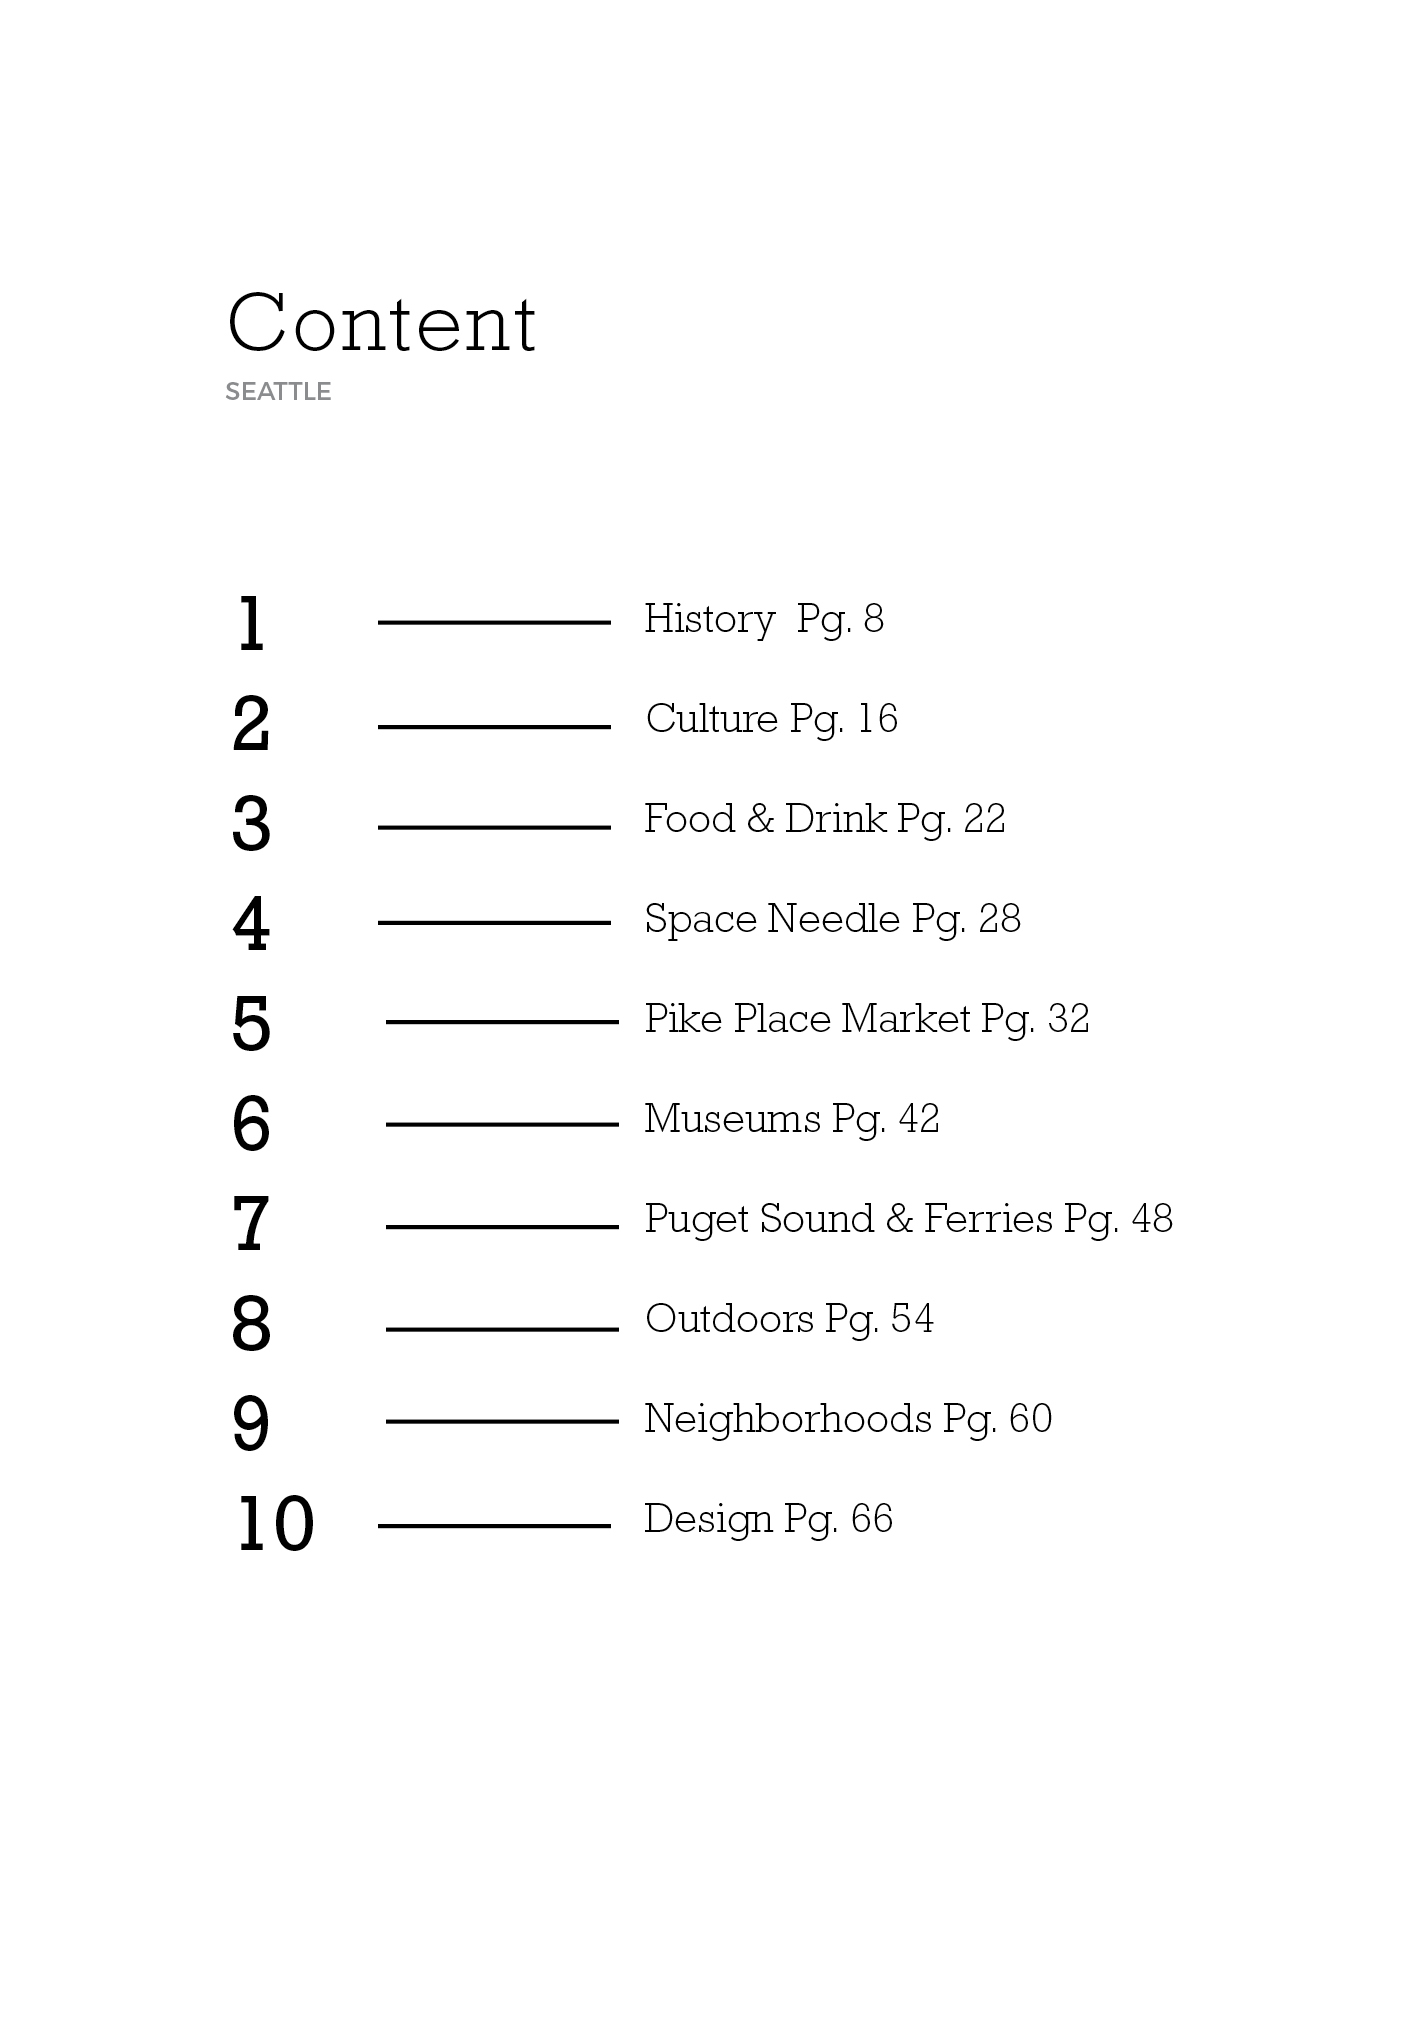 Content
SEATTLE
1 History Pg. 8
2 Culture Pg. 16
3 Food & Drink Pg. 22
4 Space Needle Pg. 28
5 Pike Place Market Pg. 32
6 Museums Pg. 42
7 Puget Sound & Ferries Pg. 48
8 Outdoors Pg. 54
9 Neighborhoods Pg. 60
10 Design Pg. 66